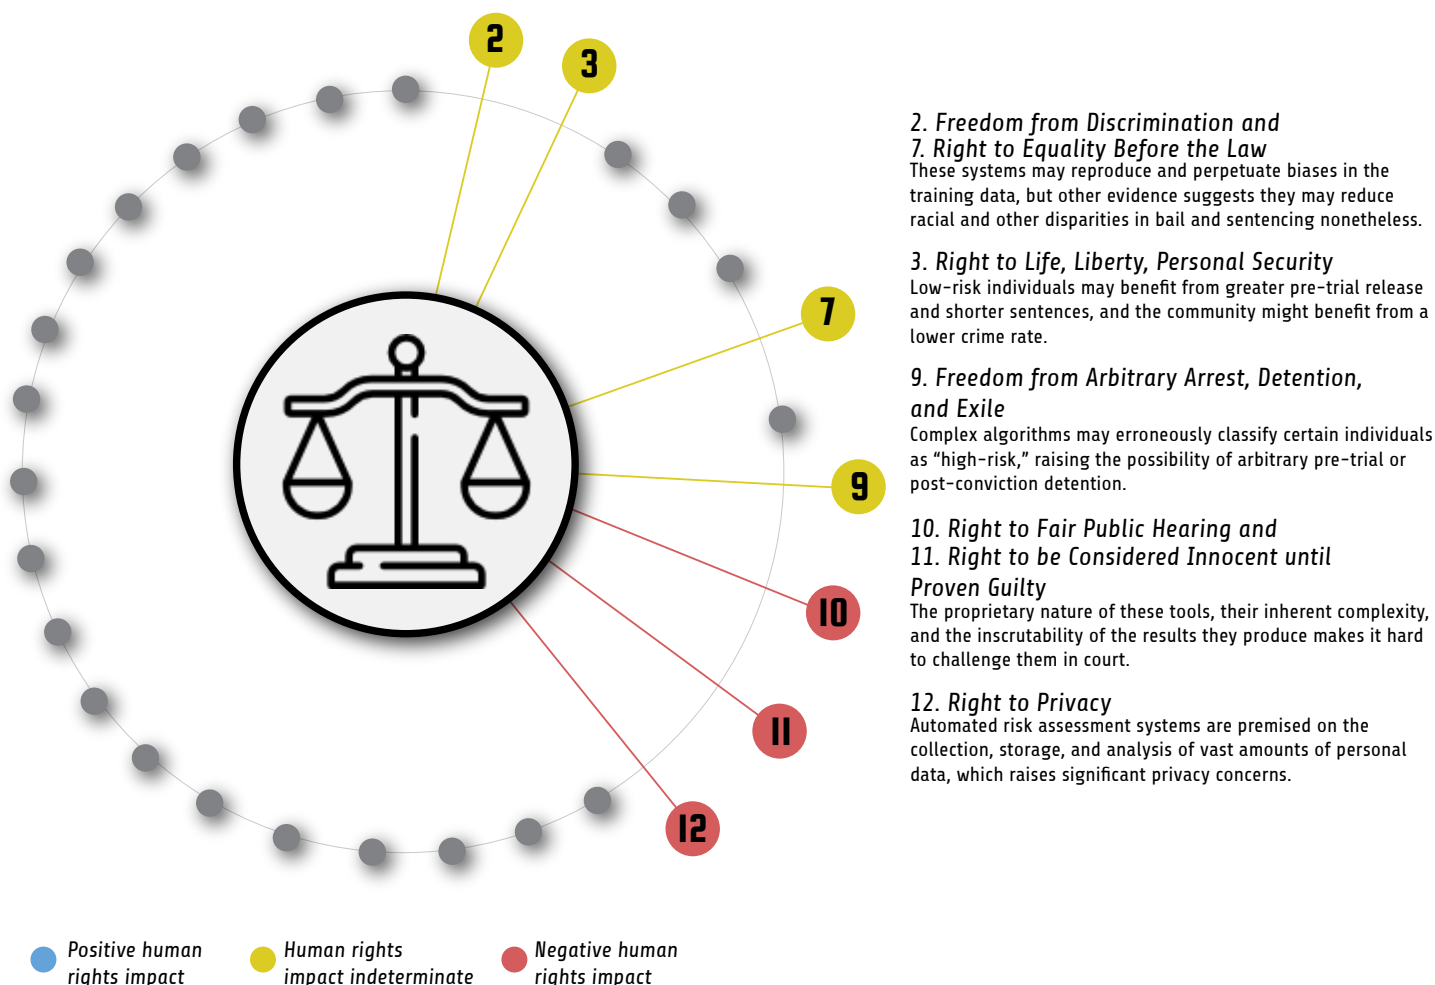 2
3
7
9
10
11
12
2. Freedom from Discrimination and
7. Right to Equality Before the Law
These systems may reproduce and perpetuate biases in the
training data, but other evidence suggests they may reduce
racial and other disparities in bail and sentencing nonetheless.
3. Right to Life, Liberty, Personal Security
Low-risk individuals may benefit from greater pre-trial release
and shorter sentences, and the community might benefit from a
lower crime rate.
9. Freedom from Arbitrary Arrest, Detention,
and Exile
Complex algorithms may erroneously classify certain individuals
as “high-risk,” raising the possibility of arbitrary pre-trial or
post-conviction detention.
10. Right to Fair Public Hearing and
11. Right to be Considered Innocent until
Proven Guilty
The proprietary nature of these tools, their inherent complexity,
and the inscrutability of the results they produce makes it hard
to challenge them in court.
12. Right to Privacy
Automated risk assessment systems are premised on the
collection, storage, and analysis of vast amounts of personal
data, which raises significant privacy concerns.
Positive human
rights impact
Human rights
impact indeterminate
Negative human
rights impact